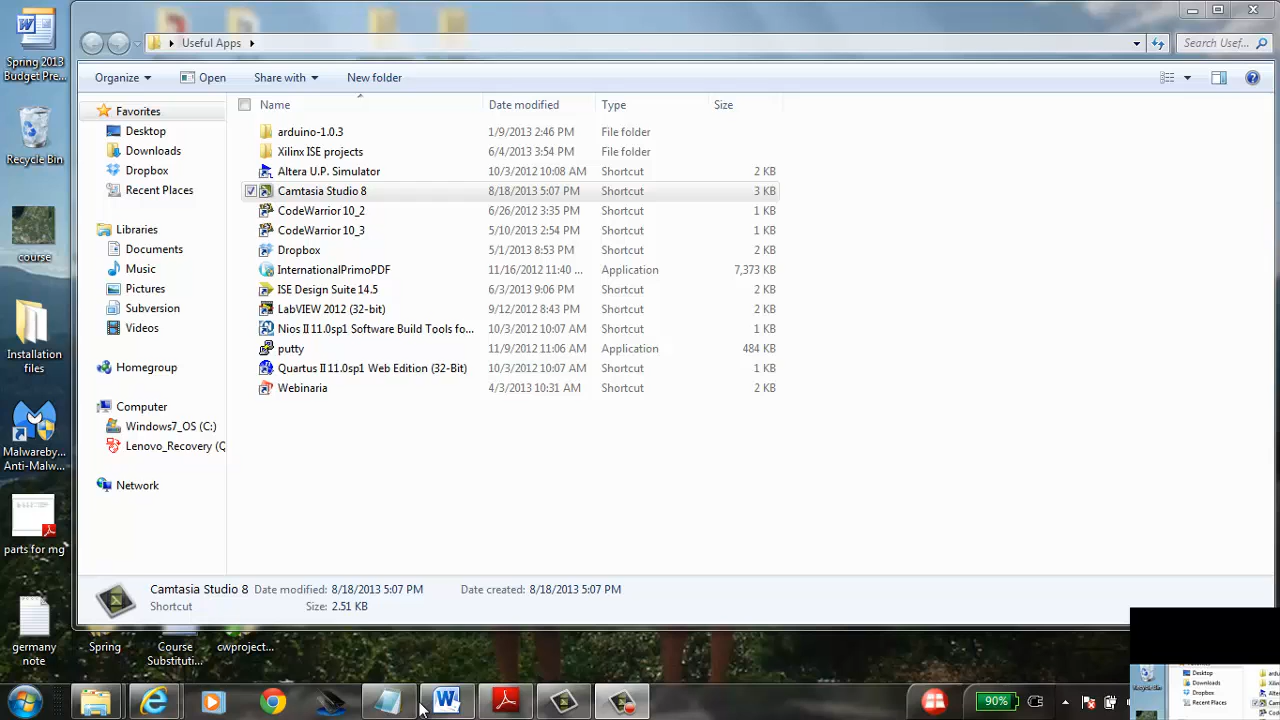 Useful Apps
Search Usef...
Organize
Open
Share with
New folder
Name
Date modified
Type
Size
Favorites
Desktop
Downloads
Dropbox
Recent Places
Libraries
Documents
Music
Pictures
Subversion
Videos
Homegroup
Computer
Windows7_OS (C:)
Lenovo_Recovery (Q
Network
arduino-1.0.3 1/9/2013 2:46 PM File folder
Xilinx ISE projects 6/4/2013 3:54 PM File folder
Altera U.P. Simulator 10/3/2012 10:08 AM Shortcut 2 KB
Camtasia Studio 8 8/18/2013 5:07 PM Shortcut 3 KB
CodeWarrior 10_2 6/26/2012 3:35 PM Shortcut 1 KB
CodeWarrior 10_3 5/10/2013 2:54 PM Shortcut 1 KB
Dropbox 5/1/2013 8:53 PM Shortcut 2 KB
InternationalPrimoPDF 11/16/2012 11:40 ... Application 7,373 KB
ISE Design Suite 14.5 6/3/2013 9:06 PM Shortcut 2 KB
LabVIEW 2012 (32-bit) 9/12/2012 8:43 PM Shortcut 2 KB
Nios II 11.0sp1 Software Build Tools fo... 10/3/2012 10:07 AM Shortcut 1 KB
putty 11/9/2012 11:06 AM Application 484 KB
Quartus II 11.0sp1 Web Edition (32-Bit) 10/3/2012 10:07 AM Shortcut 1 KB
Webinaria 4/3/2013 10:31 AM Shortcut 2 KB
Camtasia Studio 8 Date modified: 8/18/2013 5:07 PM Date created: 8/18/2013 5:07 PM
Shortcut Size: 2.51 KB
Spring 2013
Budget Pre...
Recycle Bin
course
Installation
files
Malwareby...
Anti-Malw...
parts for mg
germany
note
Spring
Course
Substituti...
cwproject...
90%
Desktop
Downloads
Dropbox
Recent Places